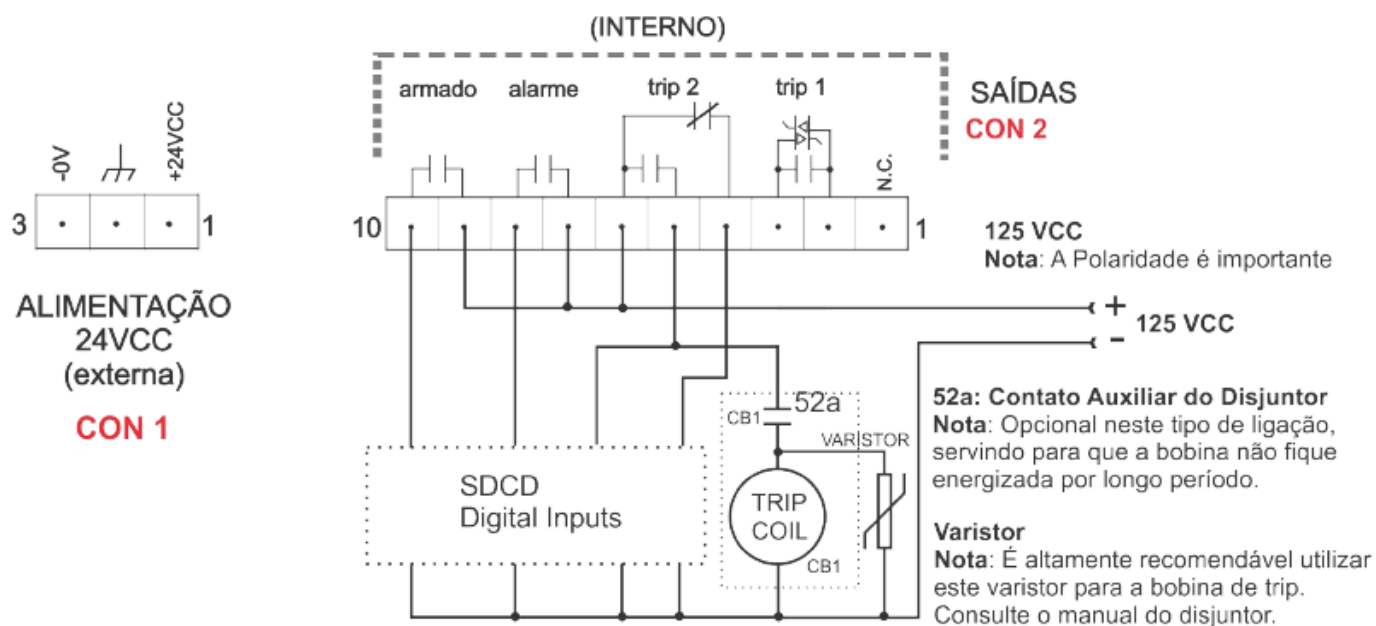 (INTERNO)
armado
alarme
trip 2
trip 1
SAÍDAS
CON 2
N.C.
-0V
+24VCC
3
1
10
1
ALIMENTAÇÃO
24VCC
(externa)
CON 1
125 VCC
Nota: A Polaridade é importante
+
125 VCC
-
52a
CB1
VARISTOR
TRIP
COIL
CB1
SDCD
Digital Inputs
52a: Contato Auxiliar do Disjuntor
Nota: Opcional neste tipo de ligação,
servindo para que a bobina não fique
energizada por longo período.
Varistor
Nota: É altamente recomendável utilizar
este varistor para a bobina de trip.
Consulte o manual do disjuntor.